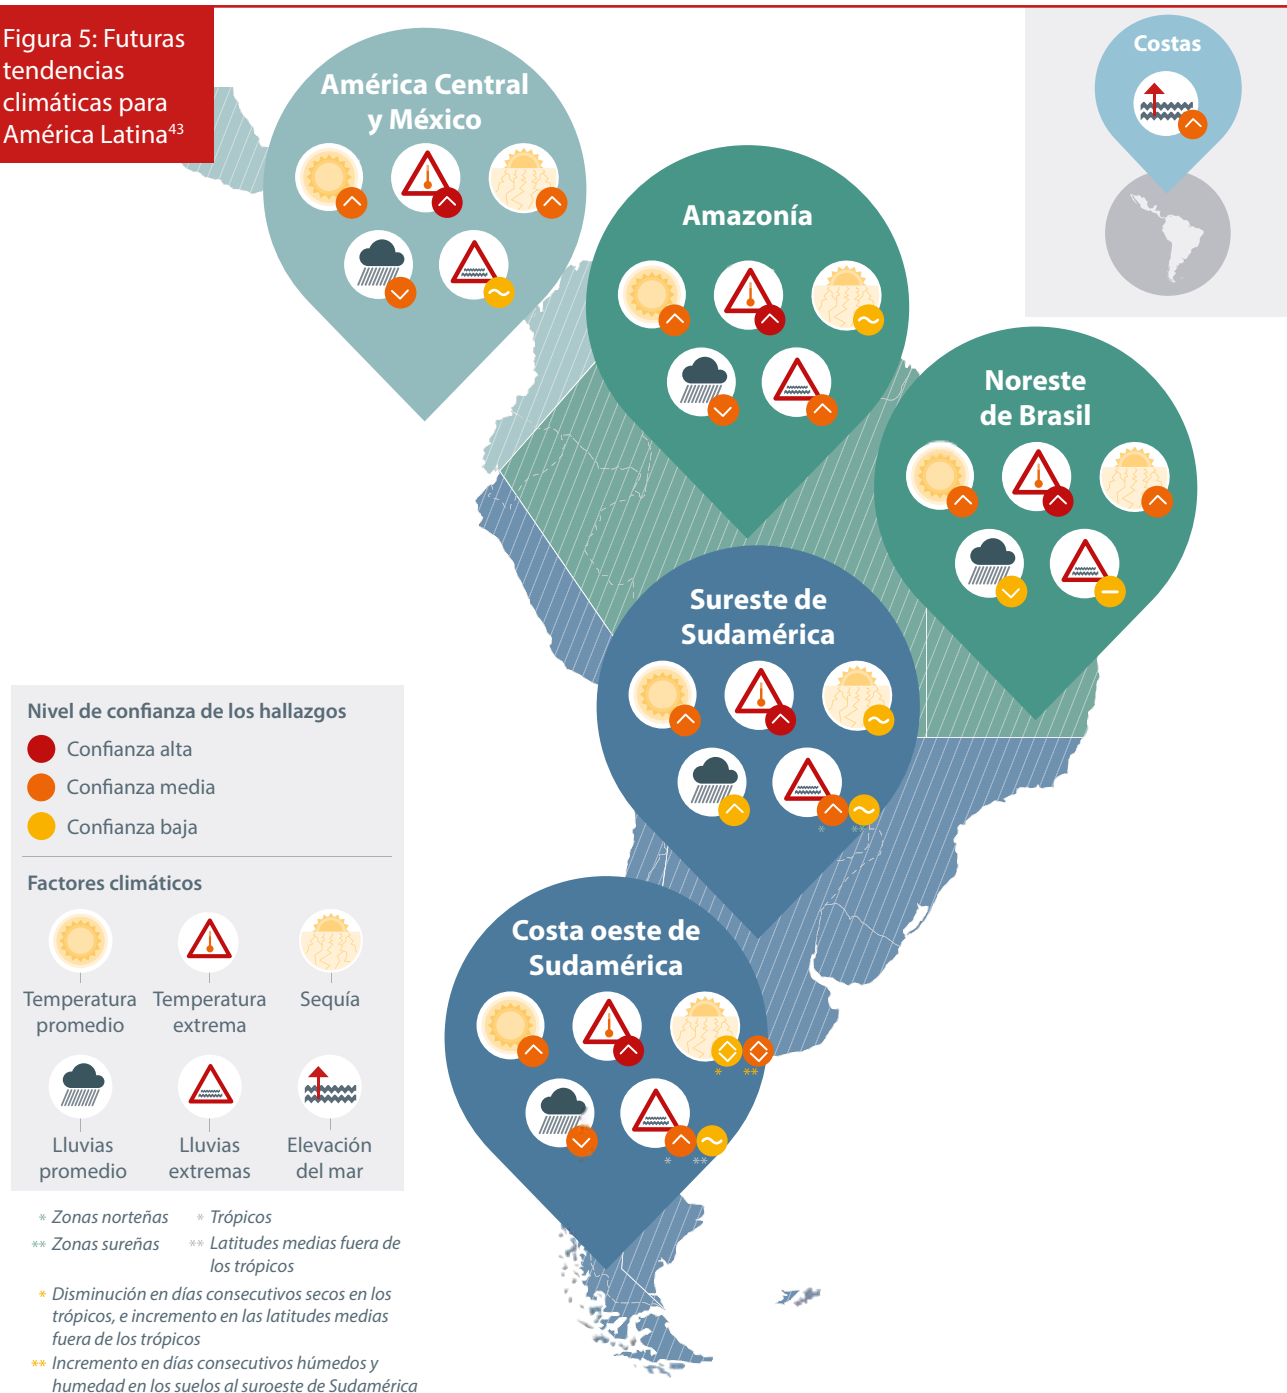 Figura 5: Futuras
tendencias
climáticas para
América Latina43
América Central
y México
Costas
Amazonía
Noreste
de Brasil
Sureste de
Sudamérica
Costa oeste de
Sudamérica
* **
* **
* **
Nivel de confianza de los hallazgos
Confianza alta
Confianza media
Confianza baja
Factores climáticos
Temperatura
promedio
Temperatura
extrema
Sequía
Lluvias
promedio
Lluvias
extremas
Elevación
del mar
* Zonas norteñas
** Zonas sureñas
* Trópicos
** Latitudes medias fuera de
los trópicos
* Disminución en días consecutivos secos en los
trópicos, e incremento en las latitudes medias
fuera de los trópicos
** Incremento en días consecutivos húmedos y
humedad en los suelos al suroeste de Sudamérica